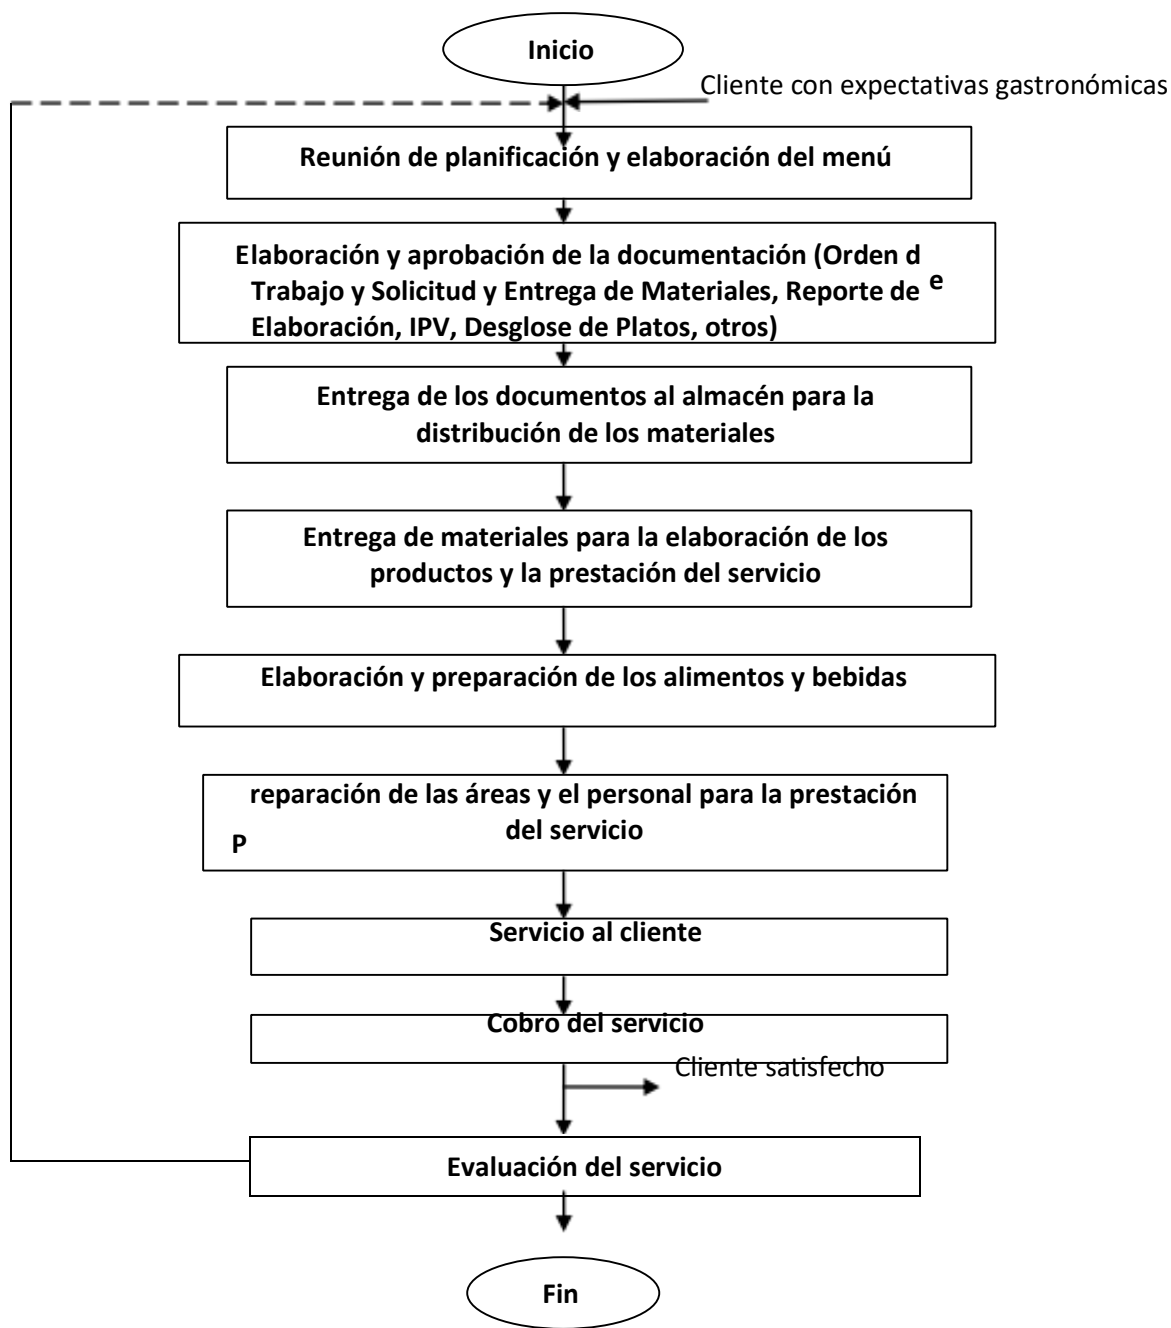 Inicio
Cliente con expectativas gastronómicas
Reunión de planificación y elaboración del menú
Elaboración y aprobación de la documentación (Orden d
e
Trabajo y Solicitud y Entrega de Materiales, Reporte de
Elaboración, IPV, Desglose de Platos, otros)
Entrega de los documentos al almacén para la
distribución de los materiales
Entrega de materiales para la elaboración de los
productos y la prestación del servicio
Elaboración y preparación de los alimentos y bebidas
P
reparación de las áreas y el personal para la prestación
del servicio
Servicio al cliente
Cobro del servicio
Cliente satisfecho
Evaluación del servicio
Fin